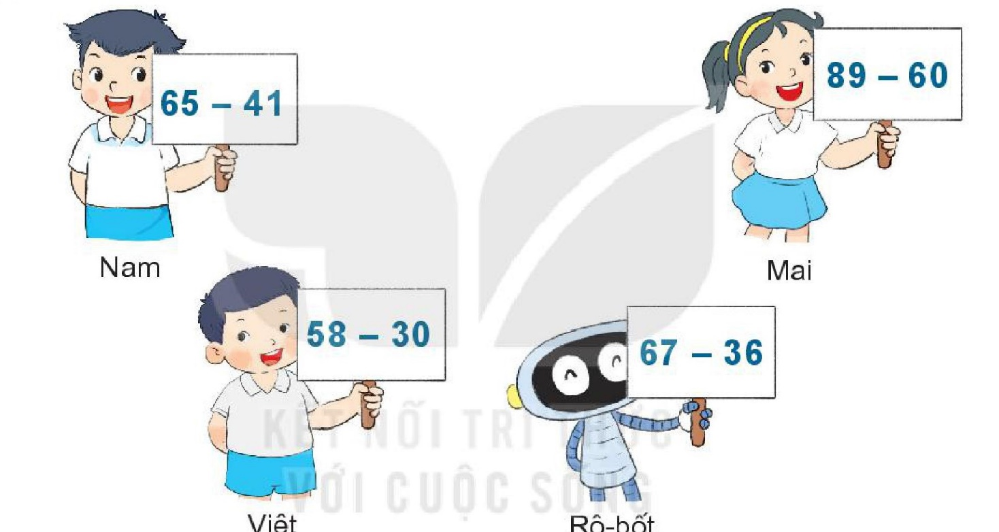 65 – 41
89 – 60
Nam
Mai
58 – 30
67 – 36
KẾT NỐI TRI THỨC
VỚI CUỘC SỐNG
Việt
Rô-bốt